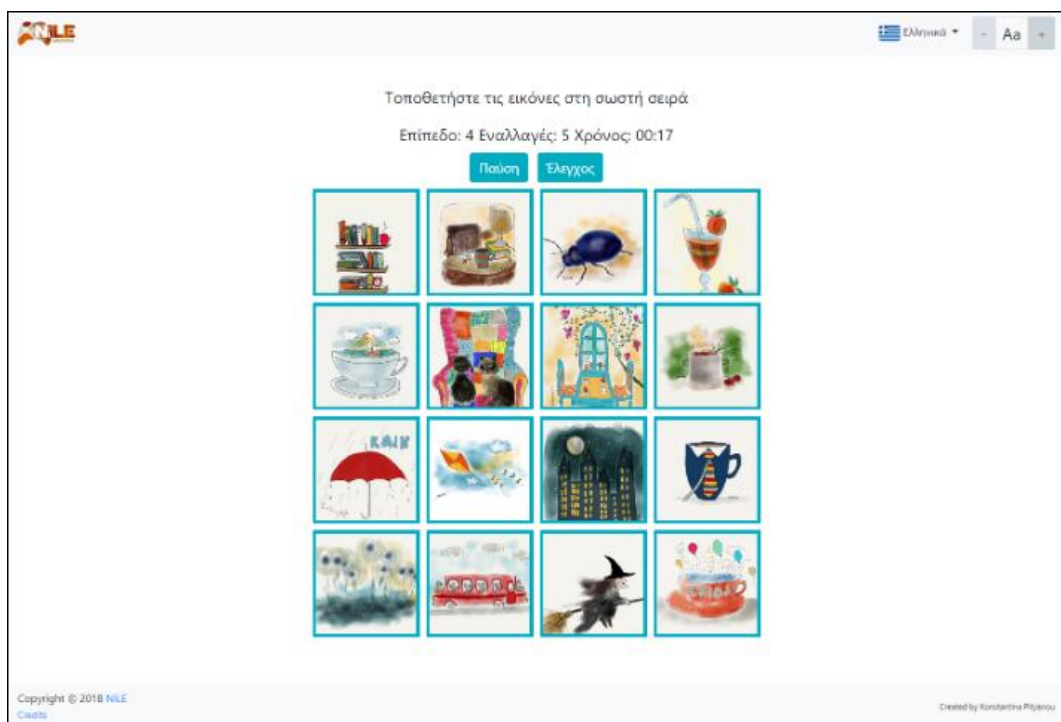 NiLE
Ελληνικά
- Aa +
Τοποθετήστε τις εικόνες στη σωστή σειρά
Επίπεδο: 4 Εναλλαγές: 5 Χρόνος: 00:17
Παύση Έλεγχος
RAIN
Copyright © 2018 NiLE
Credits
Created by Konstantina Pityanou